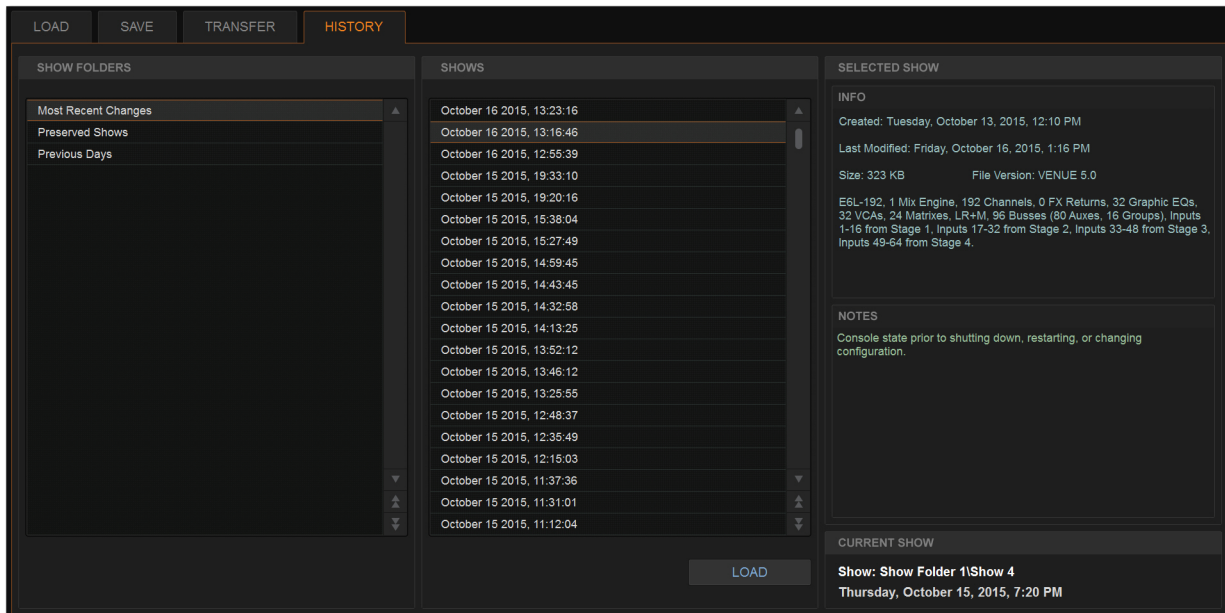 LOAD SAVE TRANSFER HISTORY
SHOW FOLDERS
Most Recent Changes
Preserved Shows
Previous Days
SHOWS
October 16 2015, 13:23:16
October 16 2015, 13:16:46
October 16 2015, 12:55:39
October 15 2015, 19:33:10
October 15 2015, 19:20:16
October 15 2015, 15:38:04
October 15 2015, 15:27:49
October 15 2015, 14:59:45
October 15 2015, 14:43:45
October 15 2015, 14:32:58
October 15 2015, 14:13:25
October 15 2015, 13:52:12
October 15 2015, 13:46:12
October 15 2015, 13:25:55
October 15 2015, 12:48:37
October 15 2015, 12:35:49
October 15 2015, 12:15:03
October 15 2015, 11:37:36
October 15 2015, 11:31:01
October 15 2015, 11:12:04
LOAD
SELECTED SHOW
INFO
Created: Tuesday, October 13, 2015, 12:10 PM
Last Modified: Friday, October 16, 2015, 1:16 PM
Size: 323 KB File Version: VENUE 5.0
E6L-192, 1 Mix Engine, 192 Channels, 0 FX Returns, 32 Graphic EQs,
32 VCAs, 24 Matrixes, LR+M, 96 Busses (80 Auxes, 16 Groups), Inputs
1-16 from Stage 1, Inputs 17-32 from Stage 2, Inputs 33-48 from Stage 3,
Inputs 49-64 from Stage 4.
NOTES
Console state prior to shutting down, restarting, or changing
configuration.
CURRENT SHOW
Show: Show Folder 1\Show 4
Thursday, October 15, 2015, 7:20 PM